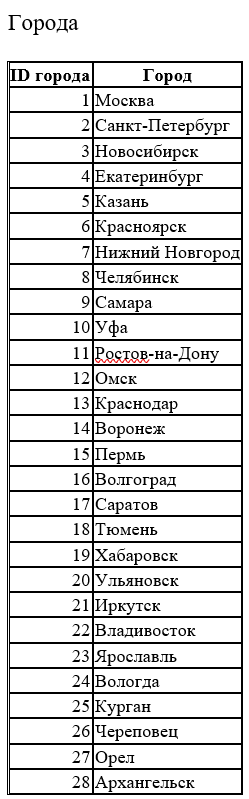 Города
ID города Город
1 Москва
2 Санкт-Петербург
3 Новосибирск
4 Екатеринбург
5 Казань
6 Красноярск
7 Нижний Новгород
8 Челябинск
9 Самара
10 Уфа
11 Ростов-на-Дону
12 Омск
13 Краснодар
14 Воронеж
15 Пермь
16 Волгоград
17 Саратов
18 Тюмень
19 Хабаровск
20 Ульяновск
21 Иркутск
22 Владивосток
23 Ярославль
24 Вологда
25 Курган
26 Череповец
27 Орел
28 Архангельск